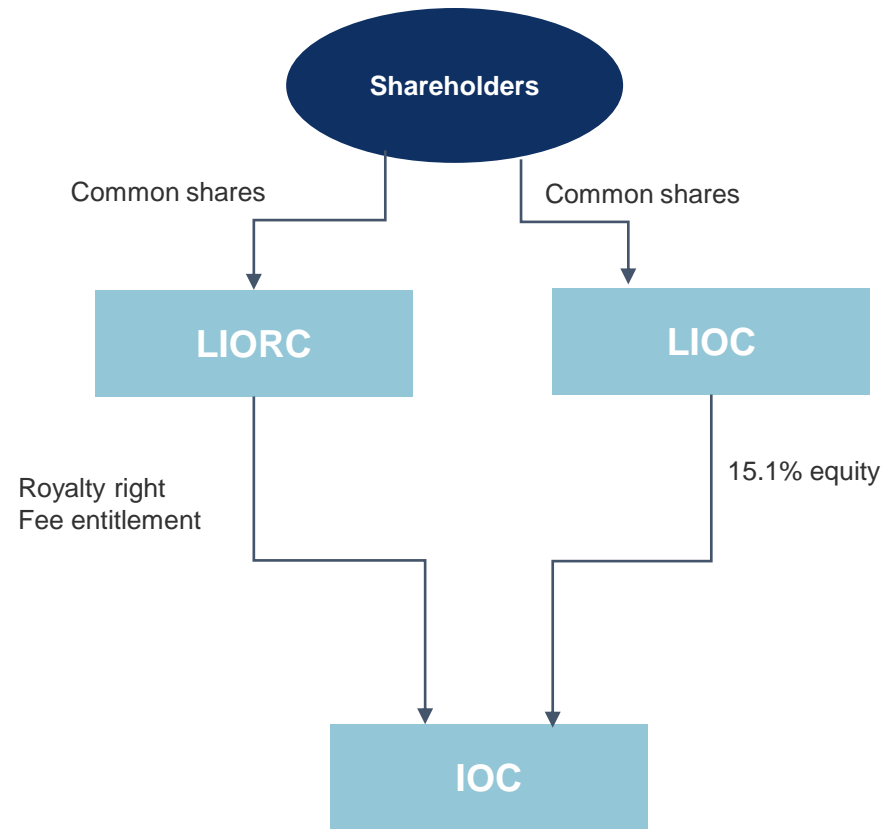 Shareholders
Common shares
Common shares
LIORC
LIOC
Royalty right
Fee entitlement
15.1% equity
IOC